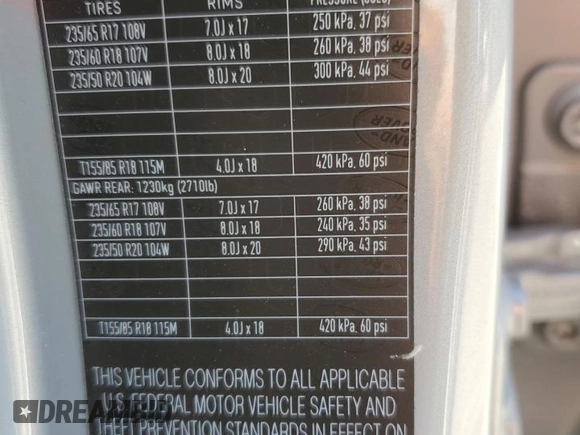 TIRES RIMS PRESSURE (COLD)
235/65 R17 108V 7.0J x 17 250 kPa, 37 psi
235/60 R18 107V 8.0J x 18 260 kPa, 38 psi
235/50 R20 104W 8.0J x 20 300 kPa, 44 psi
T155/85 R18 115M 4.0J x 18 420 kPa, 60 psi
GAWR REAR: 1230kg (2710lb)
235/65 R17 108V 7.0J x 17 260 kPa, 38 psi
235/60 R18 107V 8.0J x 18 240 kPa, 35 psi
235/50 R20 104W 8.0J x 20 290 kPa, 43 psi
T155/85 R18 115M 4.0J x 18 420 kPa, 60 psi
THIS VEHICLE CONFORMS TO ALL APPLICABLE
U.S. FEDERAL MOTOR VEHICLE SAFETY AND
THEFT PREVENTION STANDARDS IN EFFECT ON